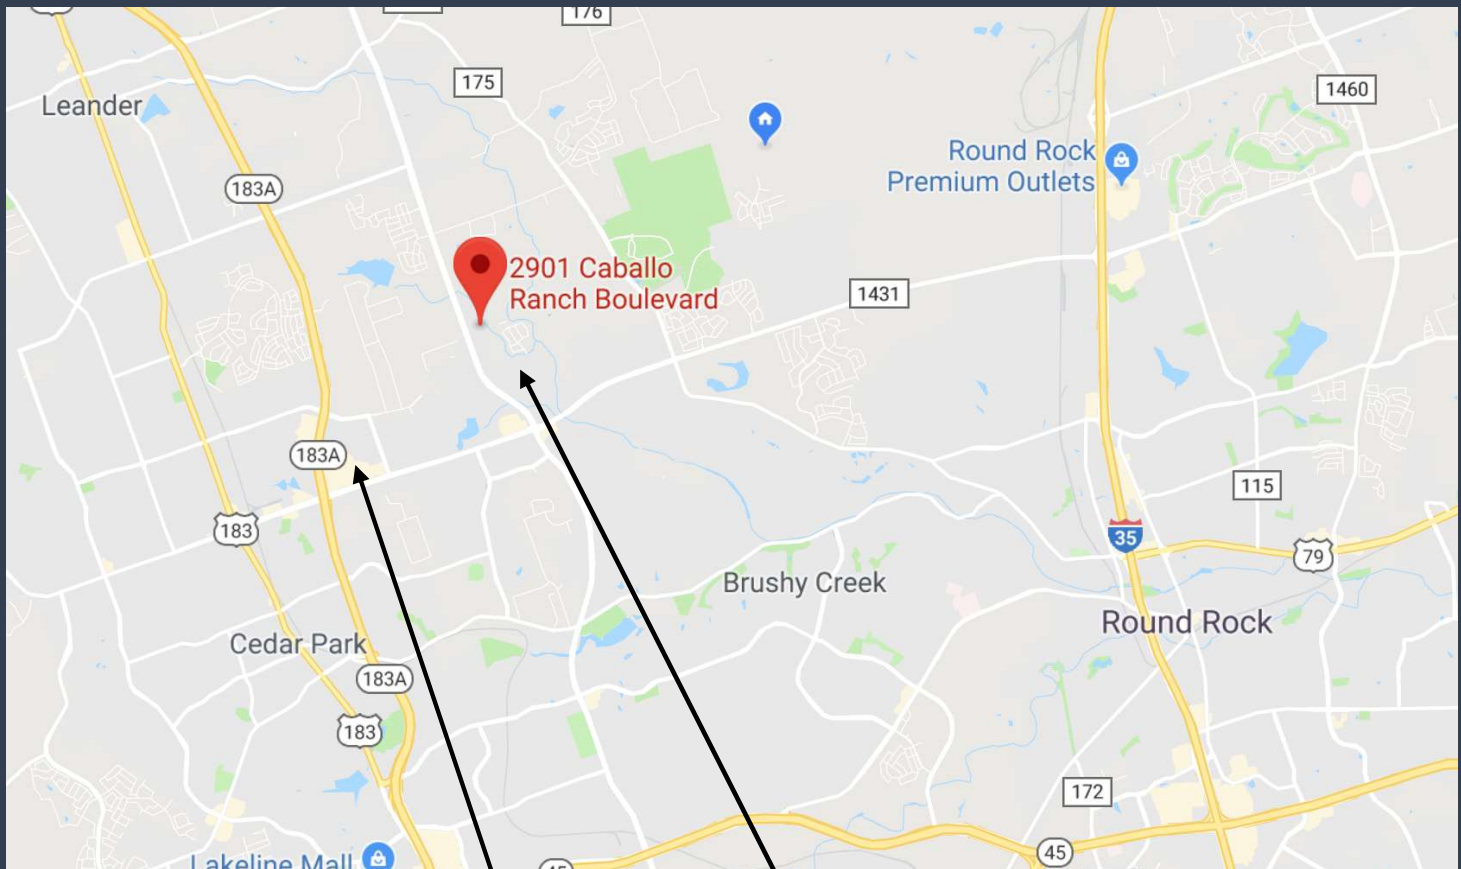 176
175
1460
Leander
Round Rock
Premium Outlets
183A
2901 Caballo
Ranch Boulevard
1431
183A
115
183
35
79
Brushy Creek
Round Rock
Cedar Park
183A
183
172
45
Lakeline Mall
45